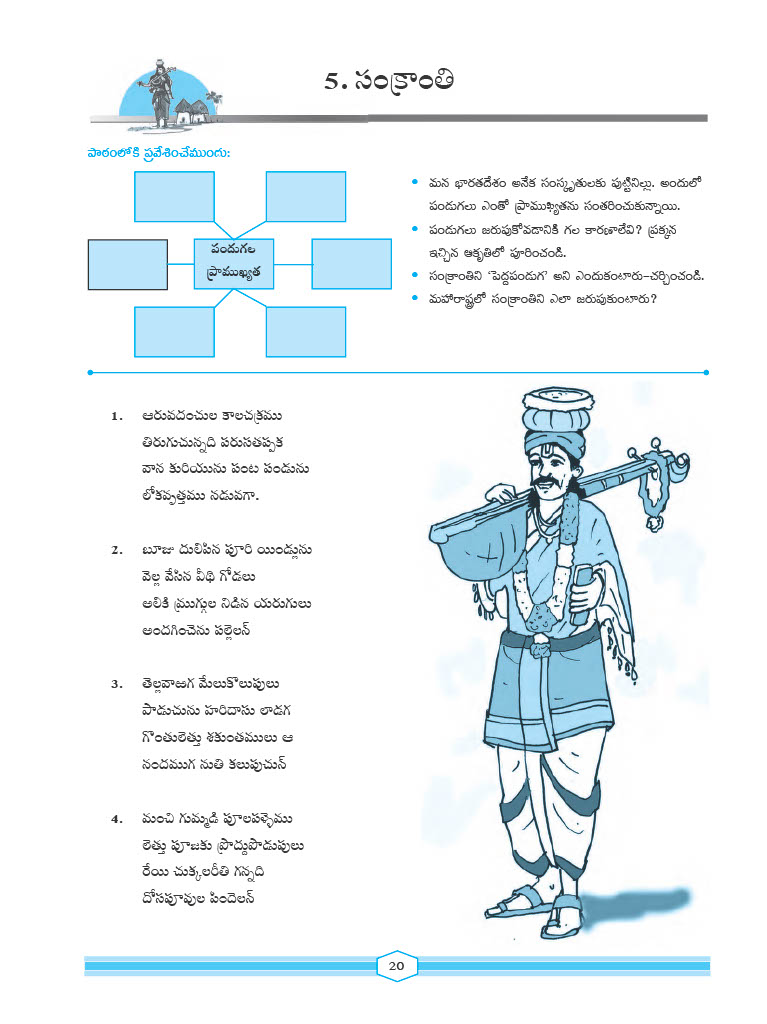 5. సంక్రాంతి
పాఠంలోకి ప్రవేశించేముందు:
పండుగల
ప్రాముఖ్యత
• మన భారతదేశం అనేక సంస్కృతులకు పుట్టినిల్లు. అందులో
పండుగలు ఎంతో ప్రాముఖ్యితను సంతరించుకున్నాయి.
• పండుగలు జరుపుకోవడానికి గల కారణాలేవి? ప్రక్కన
ఇచ్చిన ఆకృతిలో పూరించండి.
• సంక్రాంతిని ‘పెద్దపండుగ’ అని ఎందుకంటారు–చర్చించండి.
• మహారాష్ట్రలో సంక్రాంతిని ఎలా జరుపుకుంటారు?
1. ఆరువదంచుల కాలచక్రము
తిరుగుచున్నది పరుసతప్పక
వాన కురియును పంట పండును
లోకవృత్తము నడువగా.
2. బూజు దులిపిన పూరి యిండ్లును
వెల్ల వేసిన వీథి గోడలు
అలికి మ్రుగ్గుల నిడిన యరుగులు
అందగించెను పల్లెలన్
3. తెల్లవాఱగ మేలుకొలుపులు
పాడుచును హరిదాసు లాడగ
గొంతులెత్తు శకుంతములు ఆ
నందముగ నుతి కలుపుచున్
4. మంచి గుమ్మడి పూలపళ్ళెము
లెత్తు పూజకు ప్రొద్దుపొడుపులు
రేయి చుక్కలరీతి గన్నది
దోసపూవుల పిందెలన్
20